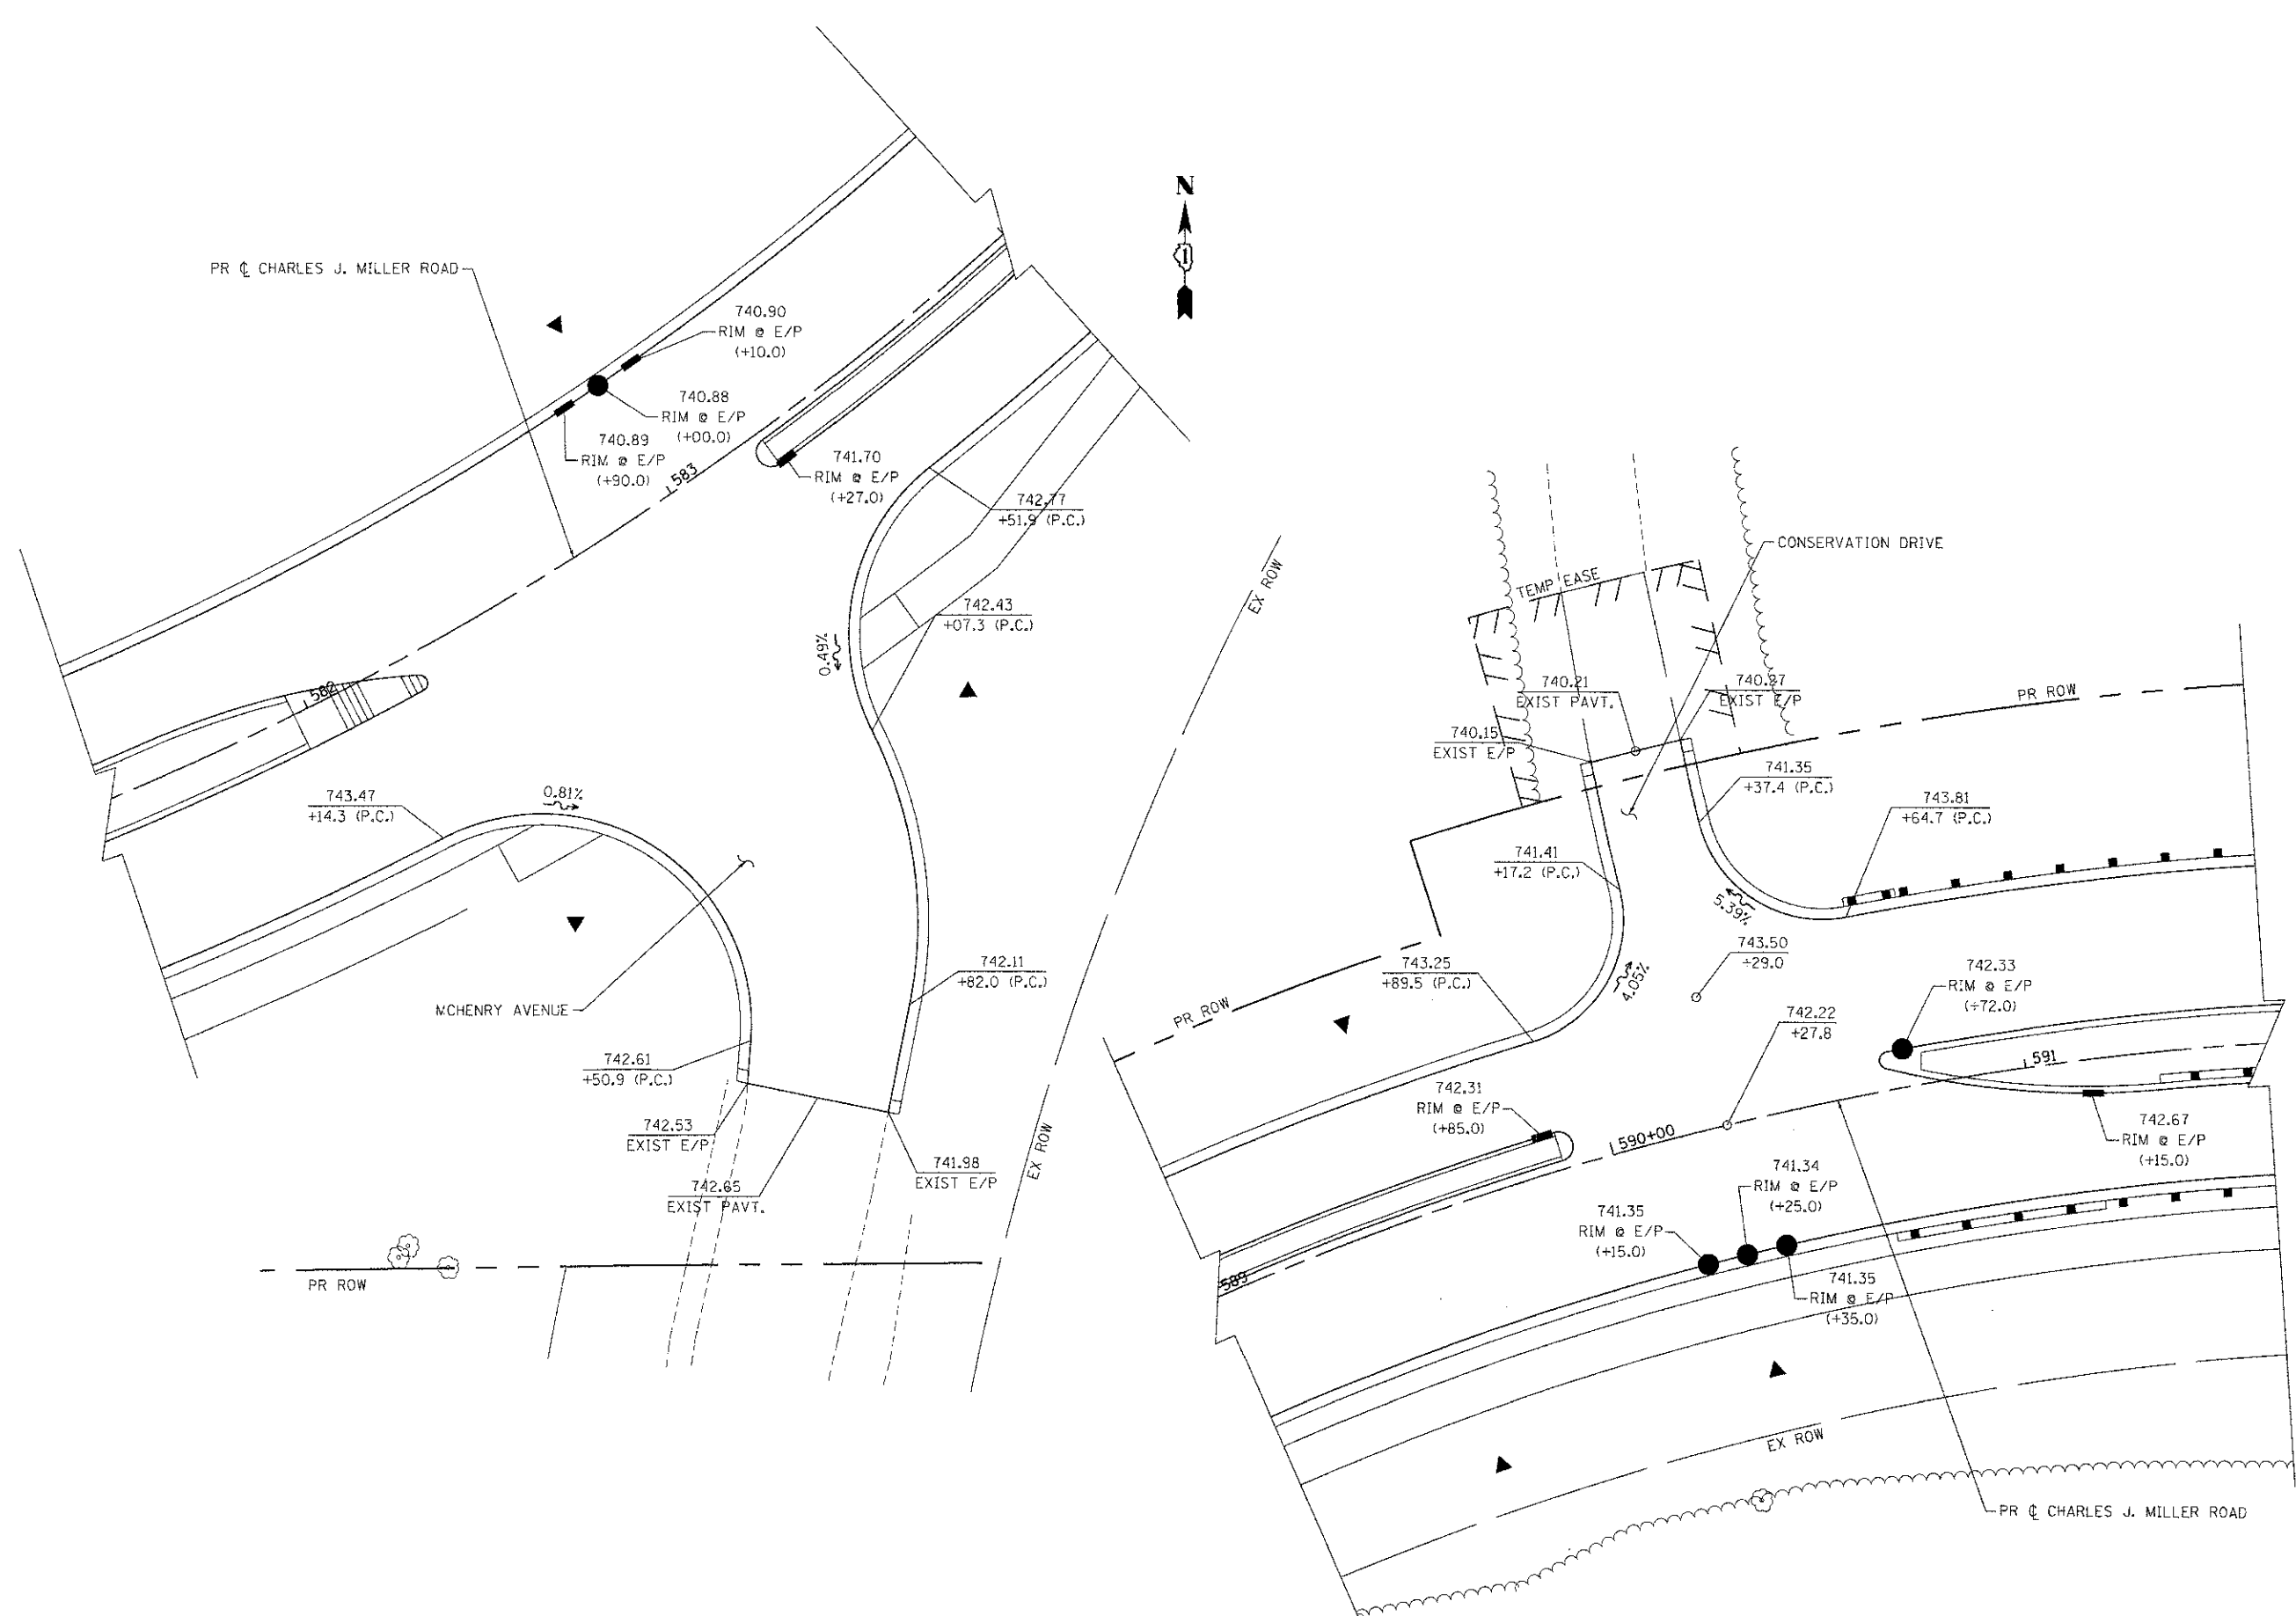 N
PR ℄ CHARLES J. MILLER ROAD
740.90
RIM @ E/P
(+10.0)
740.88
RIM @ E/P
(+00.0)
740.89
RIM @ E/P
(+90.0)
741.70
RIM @ E/P
(+27.0)
583
742.77
+51.9 (P.C.)
742.43
+07.3 (P.C.)
0.49%
582
743.47
+14.3 (P.C.)
0.81%
MCHENRY AVENUE
742.11
+82.0 (P.C.)
742.61
+50.9 (P.C.)
742.53
EXIST E/P
742.65
EXIST PAVT.
741.98
EXIST E/P
EX ROW
EX ROW
PR ROW
CONSERVATION DRIVE
TEMP EASE
740.21
EXIST PAVT.
740.27
EXIST E/P
740.15
EXIST E/P
PR ROW
741.35
+37.4 (P.C.)
743.81
+64.7 (P.C.)
741.41
+17.2 (P.C.)
5.39%
743.50
+29.0
743.25
+89.5 (P.C.)
4.05%
742.33
RIM @ E/P
(+72.0)
PR ROW
742.22
+27.8
591
742.31
RIM @ E/P
(+85.0)
590+00
742.67
RIM @ E/P
(+15.0)
741.34
RIM @ E/P
(+25.0)
741.35
RIM @ E/P
(+15.0)
589
741.35
RIM @ E/P
(+35.0)
EX ROW
PR ℄ CHARLES J. MILLER ROAD